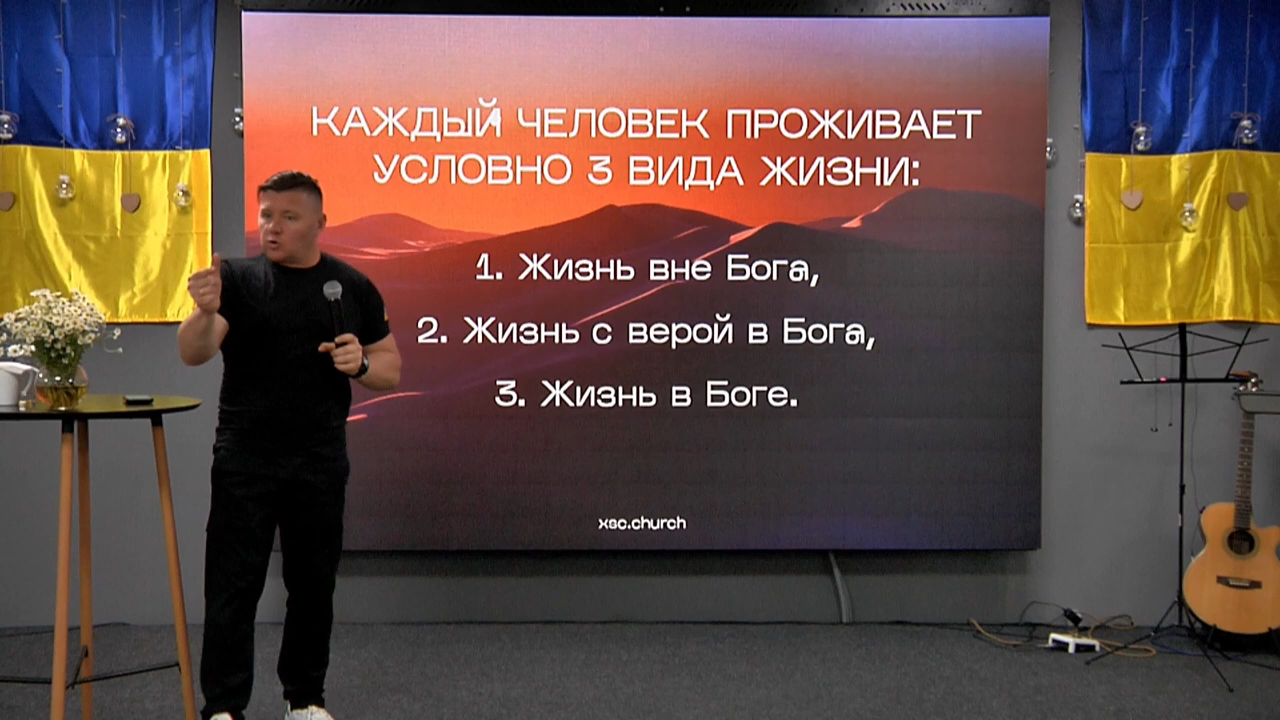 КАЖДЫЙ ЧЕЛОВЕК ПРОЖИВАЕТ
УСЛОВНО 3 ВИДА ЖИЗНИ:
1. Жизнь вне Бога,
2. Жизнь с верой в Бога,
3. Жизнь в Боге.
xsc.church